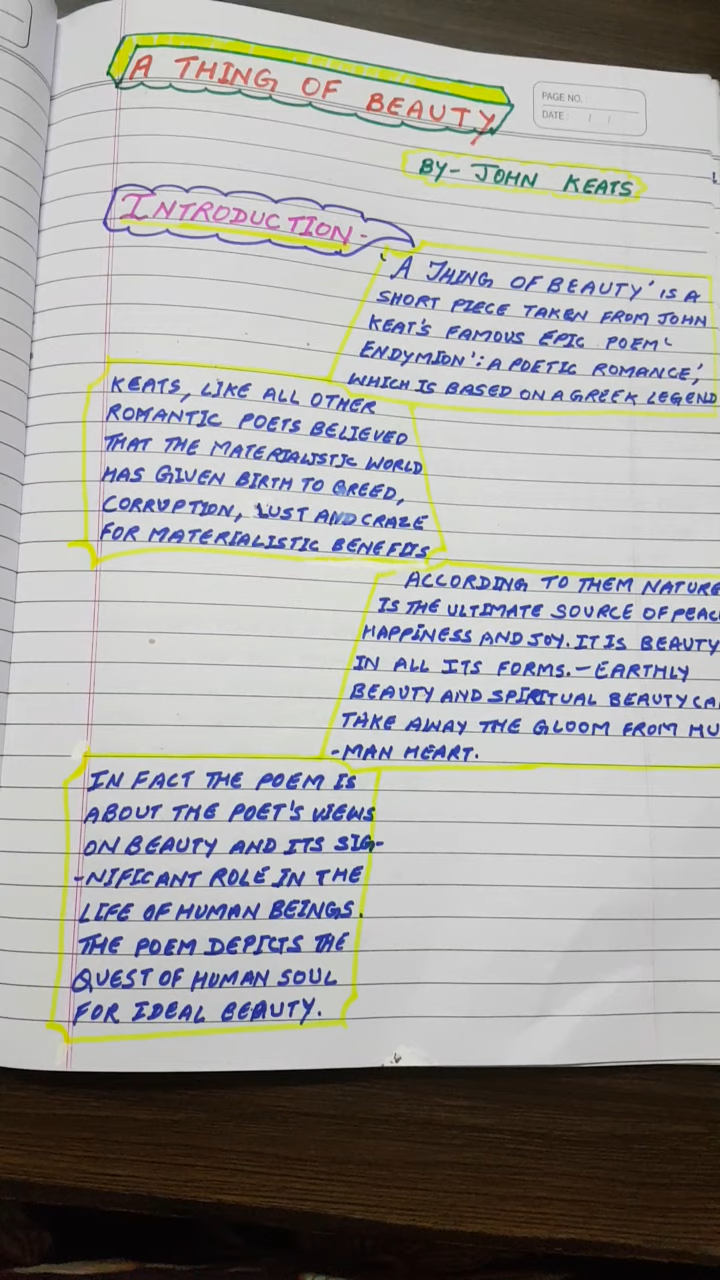 A THING OF BEAUTY
PAGE NO.
DATE : / /
BY- JOHN KEATS
INTRODUCTION-
'A THING OF BEAUTY' IS A
SHORT PIECE TAKEN FROM JOHN
KEAT'S FAMOUS EPIC POEM '
ENDYMION': A POETIC ROMANCE',
WHICH IS BASED ON A GREEK LEGEND
KEATS, LIKE ALL OTHER
ROMANTIC POETS BELIEVED
THAT THE MATERIALISTIC WORLD
HAS GIVEN BIRTH TO GREED,
CORRUPTION, LUST AND CRAZE
FOR MATERIALISTIC BENEFITS
ACCORDING TO THEM NATURE
IS THE ULTIMATE SOURCE OF PEAC
HAPPINESS AND JOY. IT IS BEAUTY
IN ALL ITS FORMS.- EARTHLY
BEAUTY AND SPIRITUAL BEAUTY CA
TAKE AWAY THE GLOOM FROM HU
-MAN HEART.
IN FACT THE POEM IS
ABOUT THE POET'S VIEWS
ON BEAUTY AND ITS SIG-
-NIFICANT ROLE IN THE
LIFE OF HUMAN BEINGS.
THE POEM DEPICTS THE
QUEST OF HUMAN SOUL
FOR IDEAL BEAUTY.